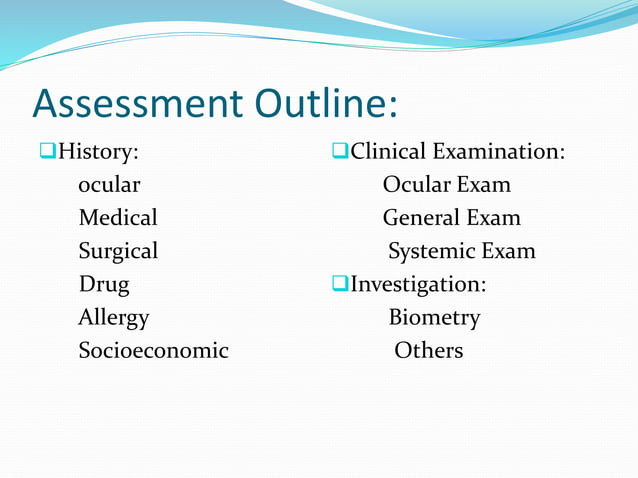 Assessment Outline:
History:
ocular
Medical
Surgical
Drug
Allergy
Socioeconomic
Clinical Examination:
Ocular Exam
General Exam
Systemic Exam
Investigation:
Biometry
Others